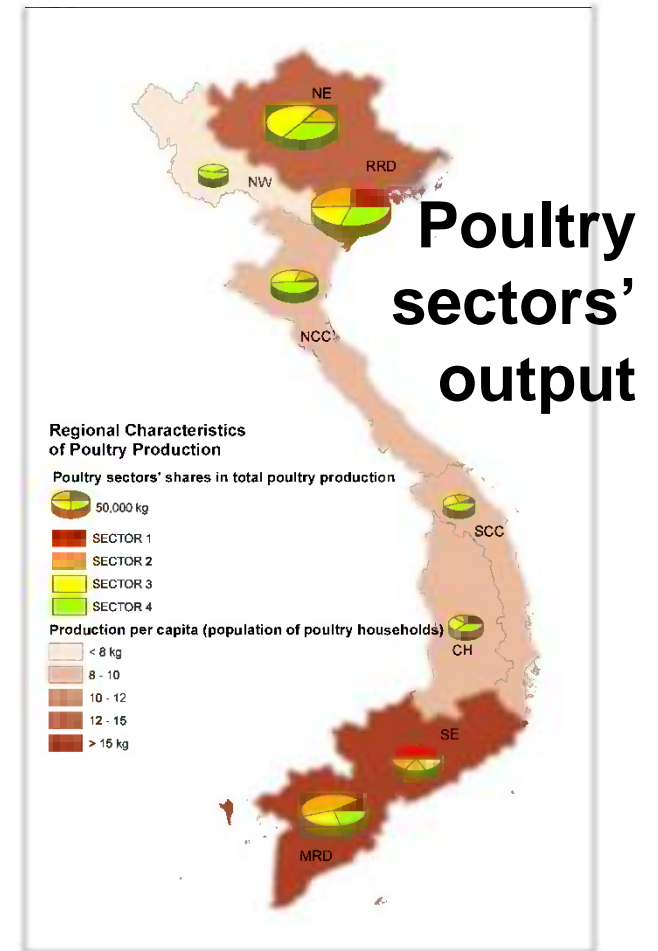 NE
RRD
NW
Poultry
sectors’
output
NCC
Regional Characteristics
of Poultry Production
Poultry sectors' shares in total poultry production
50,000 kg
SECTOR 1
SECTOR 2
SECTOR 3
SECTOR 4
SCC
Production per capita (population of poultry households)
< 8 kg
8 - 10
10 - 12
12 - 15
> 15 kg
CH
SE
MRD